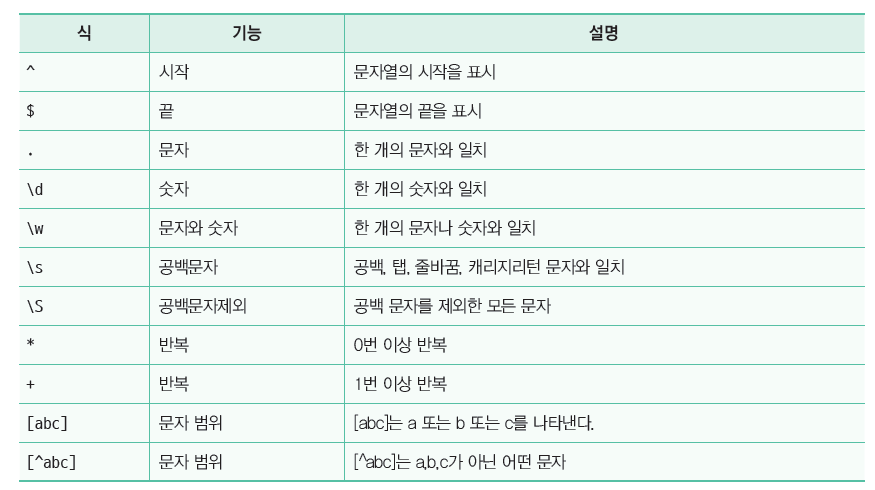 식 기능 설명
^ 시작 문자열의 시작을 표시
$ 끝 문자열의 끝을 표시
. 문자 한 개의 문자와 일치
\d 숫자 한 개의 숫자와 일치
\w 문자와 숫자 한 개의 문자나 숫자와 일치
\s 공백문자 공백, 탭, 줄바꿈, 캐리지리턴 문자와 일치
\S 공백문자제외 공백 문자를 제외한 모든 문자
* 반복 0번 이상 반복
+ 반복 1번 이상 반복
[abc] 문자 범위 [abc]는 a 또는 b 또는 c를 나타낸다.
[^abc] 문자 범위 [^abc]는 a,b,c가 아닌 어떤 문자